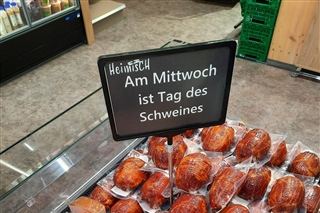 Heimisch
Am Mittwoch
ist Tag des
Schweines